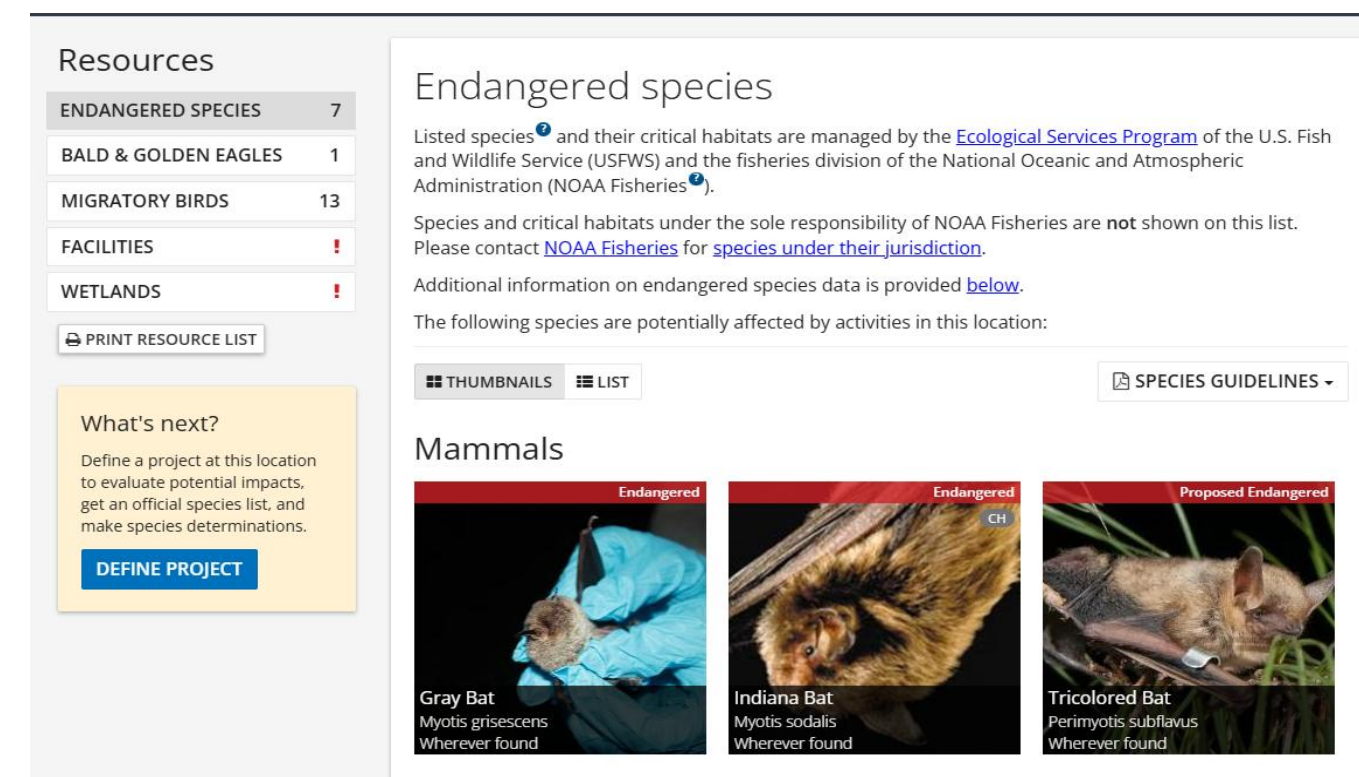 Resources
ENDANGERED SPECIES 7
BALD & GOLDEN EAGLES 1
MIGRATORY BIRDS 13
FACILITIES !
WETLANDS !
PRINT RESOURCE LIST
What's next?
Define a project at this location
to evaluate potential impacts,
get an official species list, and
make species determinations.
DEFINE PROJECT
Endangered species
Listed species? and their critical habitats are managed by the Ecological Services Program of the U.S. Fish
and Wildlife Service (USFWS) and the fisheries division of the National Oceanic and Atmospheric
Administration (NOAA Fisheries?).
Species and critical habitats under the sole responsibility of NOAA Fisheries are not shown on this list.
Please contact NOAA Fisheries for species under their jurisdiction.
Additional information on endangered species data is provided below.
The following species are potentially affected by activities in this location:
THUMBNAILS LIST
SPECIES GUIDELINES
Mammals
Endangered
Gray Bat
Myotis grisescens
Wherever found
Endangered
CH
Indiana Bat
Myotis sodalis
Wherever found
Proposed Endangered
Tricolored Bat
Perimyotis subflavus
Wherever found